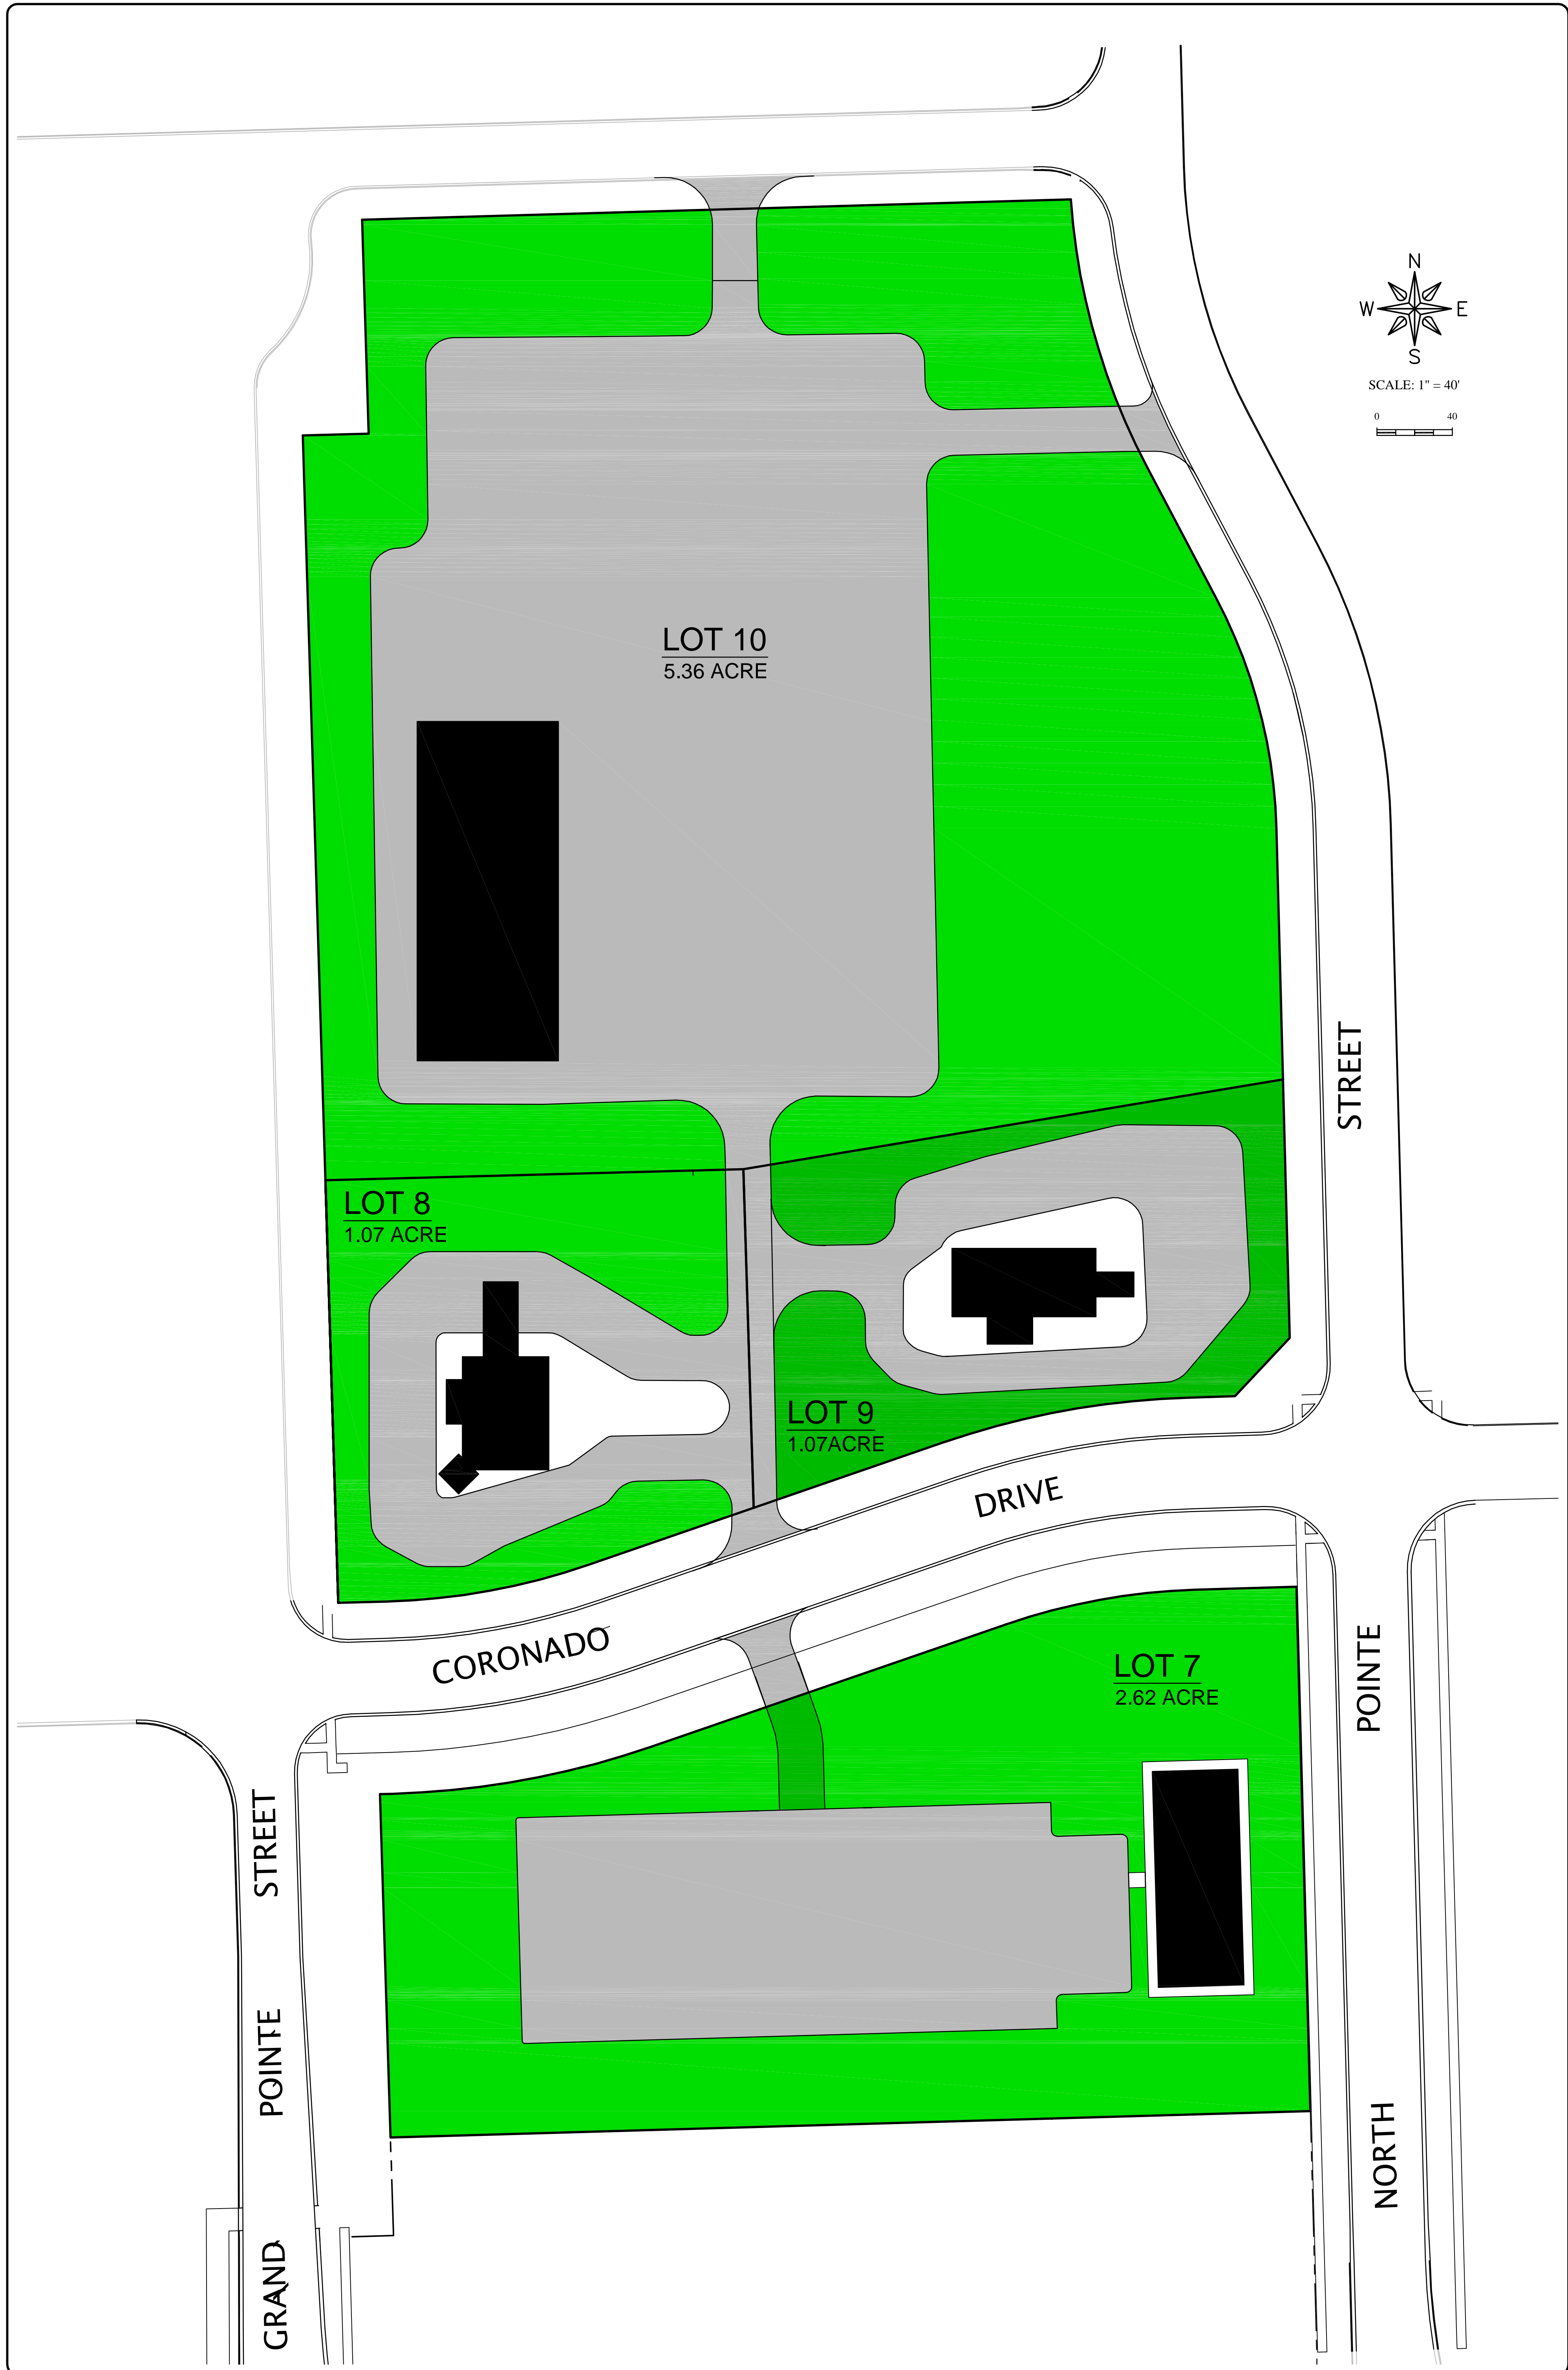 N
W E
S
SCALE: 1" = 40'
0 40
LOT 10
5.36 ACRE
STREET
LOT 8
1.07 ACRE
LOT 9
1.07ACRE
DRIVE
CORONADO
LOT 7
2.62 ACRE
POINTE
STREET
POINTE
NORTH
GRAND